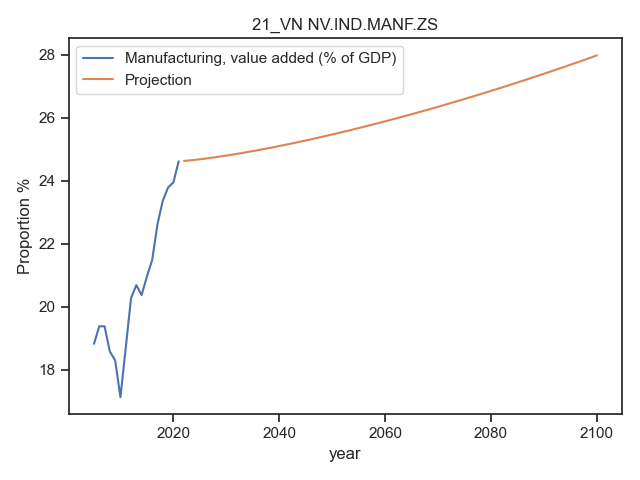 21_VN NV.IND.MANF.ZS
Manufacturing, value added (% of GDP)
Projection
Proportion %
28
26
24
22
20
18
2020
2040
2060
2080
2100
year